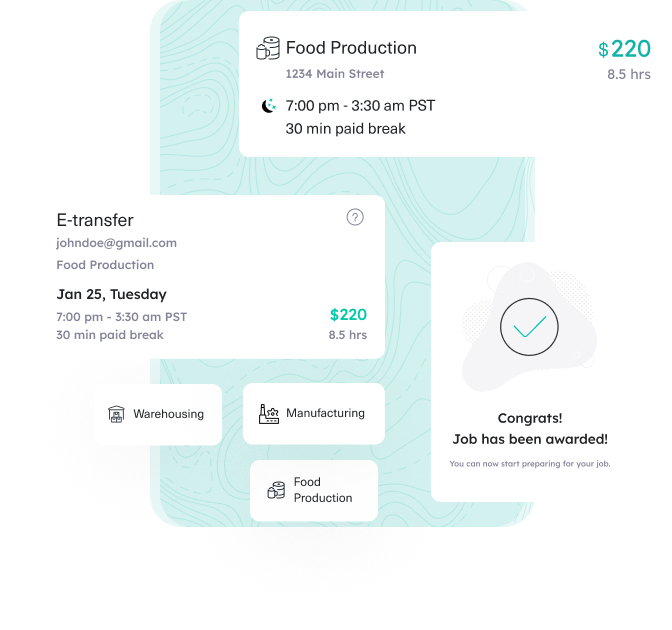 Food Production
$220
1234 Main Street
8.5 hrs
7:00 pm - 3:30 am PST
30 min paid break
E-transfer
?
johndoe@gmail.com
Food Production
Jan 25, Tuesday
7:00 pm - 3:30 am PST
$220
30 min paid break
8.5 hrs
Warehousing
Manufacturing
Food
Production
Congrats!
Job has been awarded!
You can now start preparing for your job.